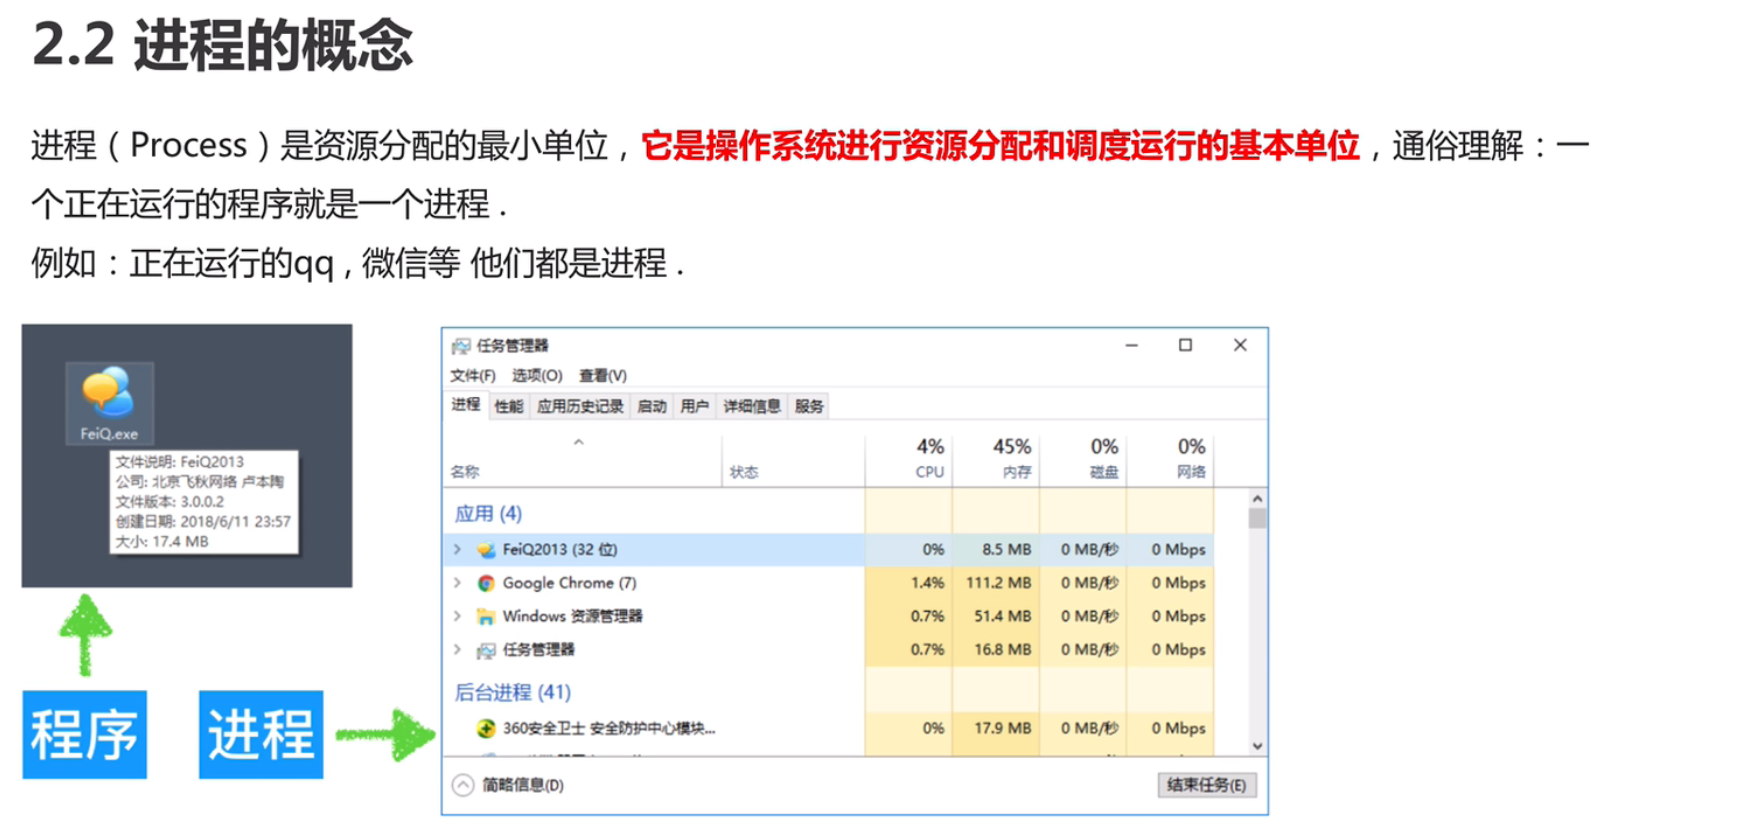 2.2 进程的概念
进程（Process）是资源分配的最小单位，它是操作系统进行资源分配和调度运行的基本单位，通俗理解：一
个正在运行的程序就是一个进程.
例如：正在运行的qq , 微信等 他们都是进程.
FeiQ.exe
文件说明: FeiQ2013
公司: 北京飞秋网络 卢本陶
文件版本: 3.0.0.2
创建日期: 2018/6/11 23:57
大小: 17.4 MB
程序
进程
任务管理器
文件(F) 选项(O) 查看(V)
进程 性能 应用历史记录 启动 用户 详细信息 服务
4% 45% 0% 0%
名称 状态 CPU 内存 磁盘 网络
应用 (4)
FeiQ2013 (32 位) 0% 8.5 MB 0 MB/秒 0 Mbps
Google Chrome (7) 1.4% 111.2 MB 0 MB/秒 0 Mbps
Windows 资源管理器 0.7% 51.4 MB 0 MB/秒 0 Mbps
任务管理器 0.7% 16.8 MB 0 MB/秒 0 Mbps
后台进程 (41)
360安全卫士 安全防护中心模块... 0% 17.9 MB 0 MB/秒 0 Mbps
简略信息(D)
结束任务(E)